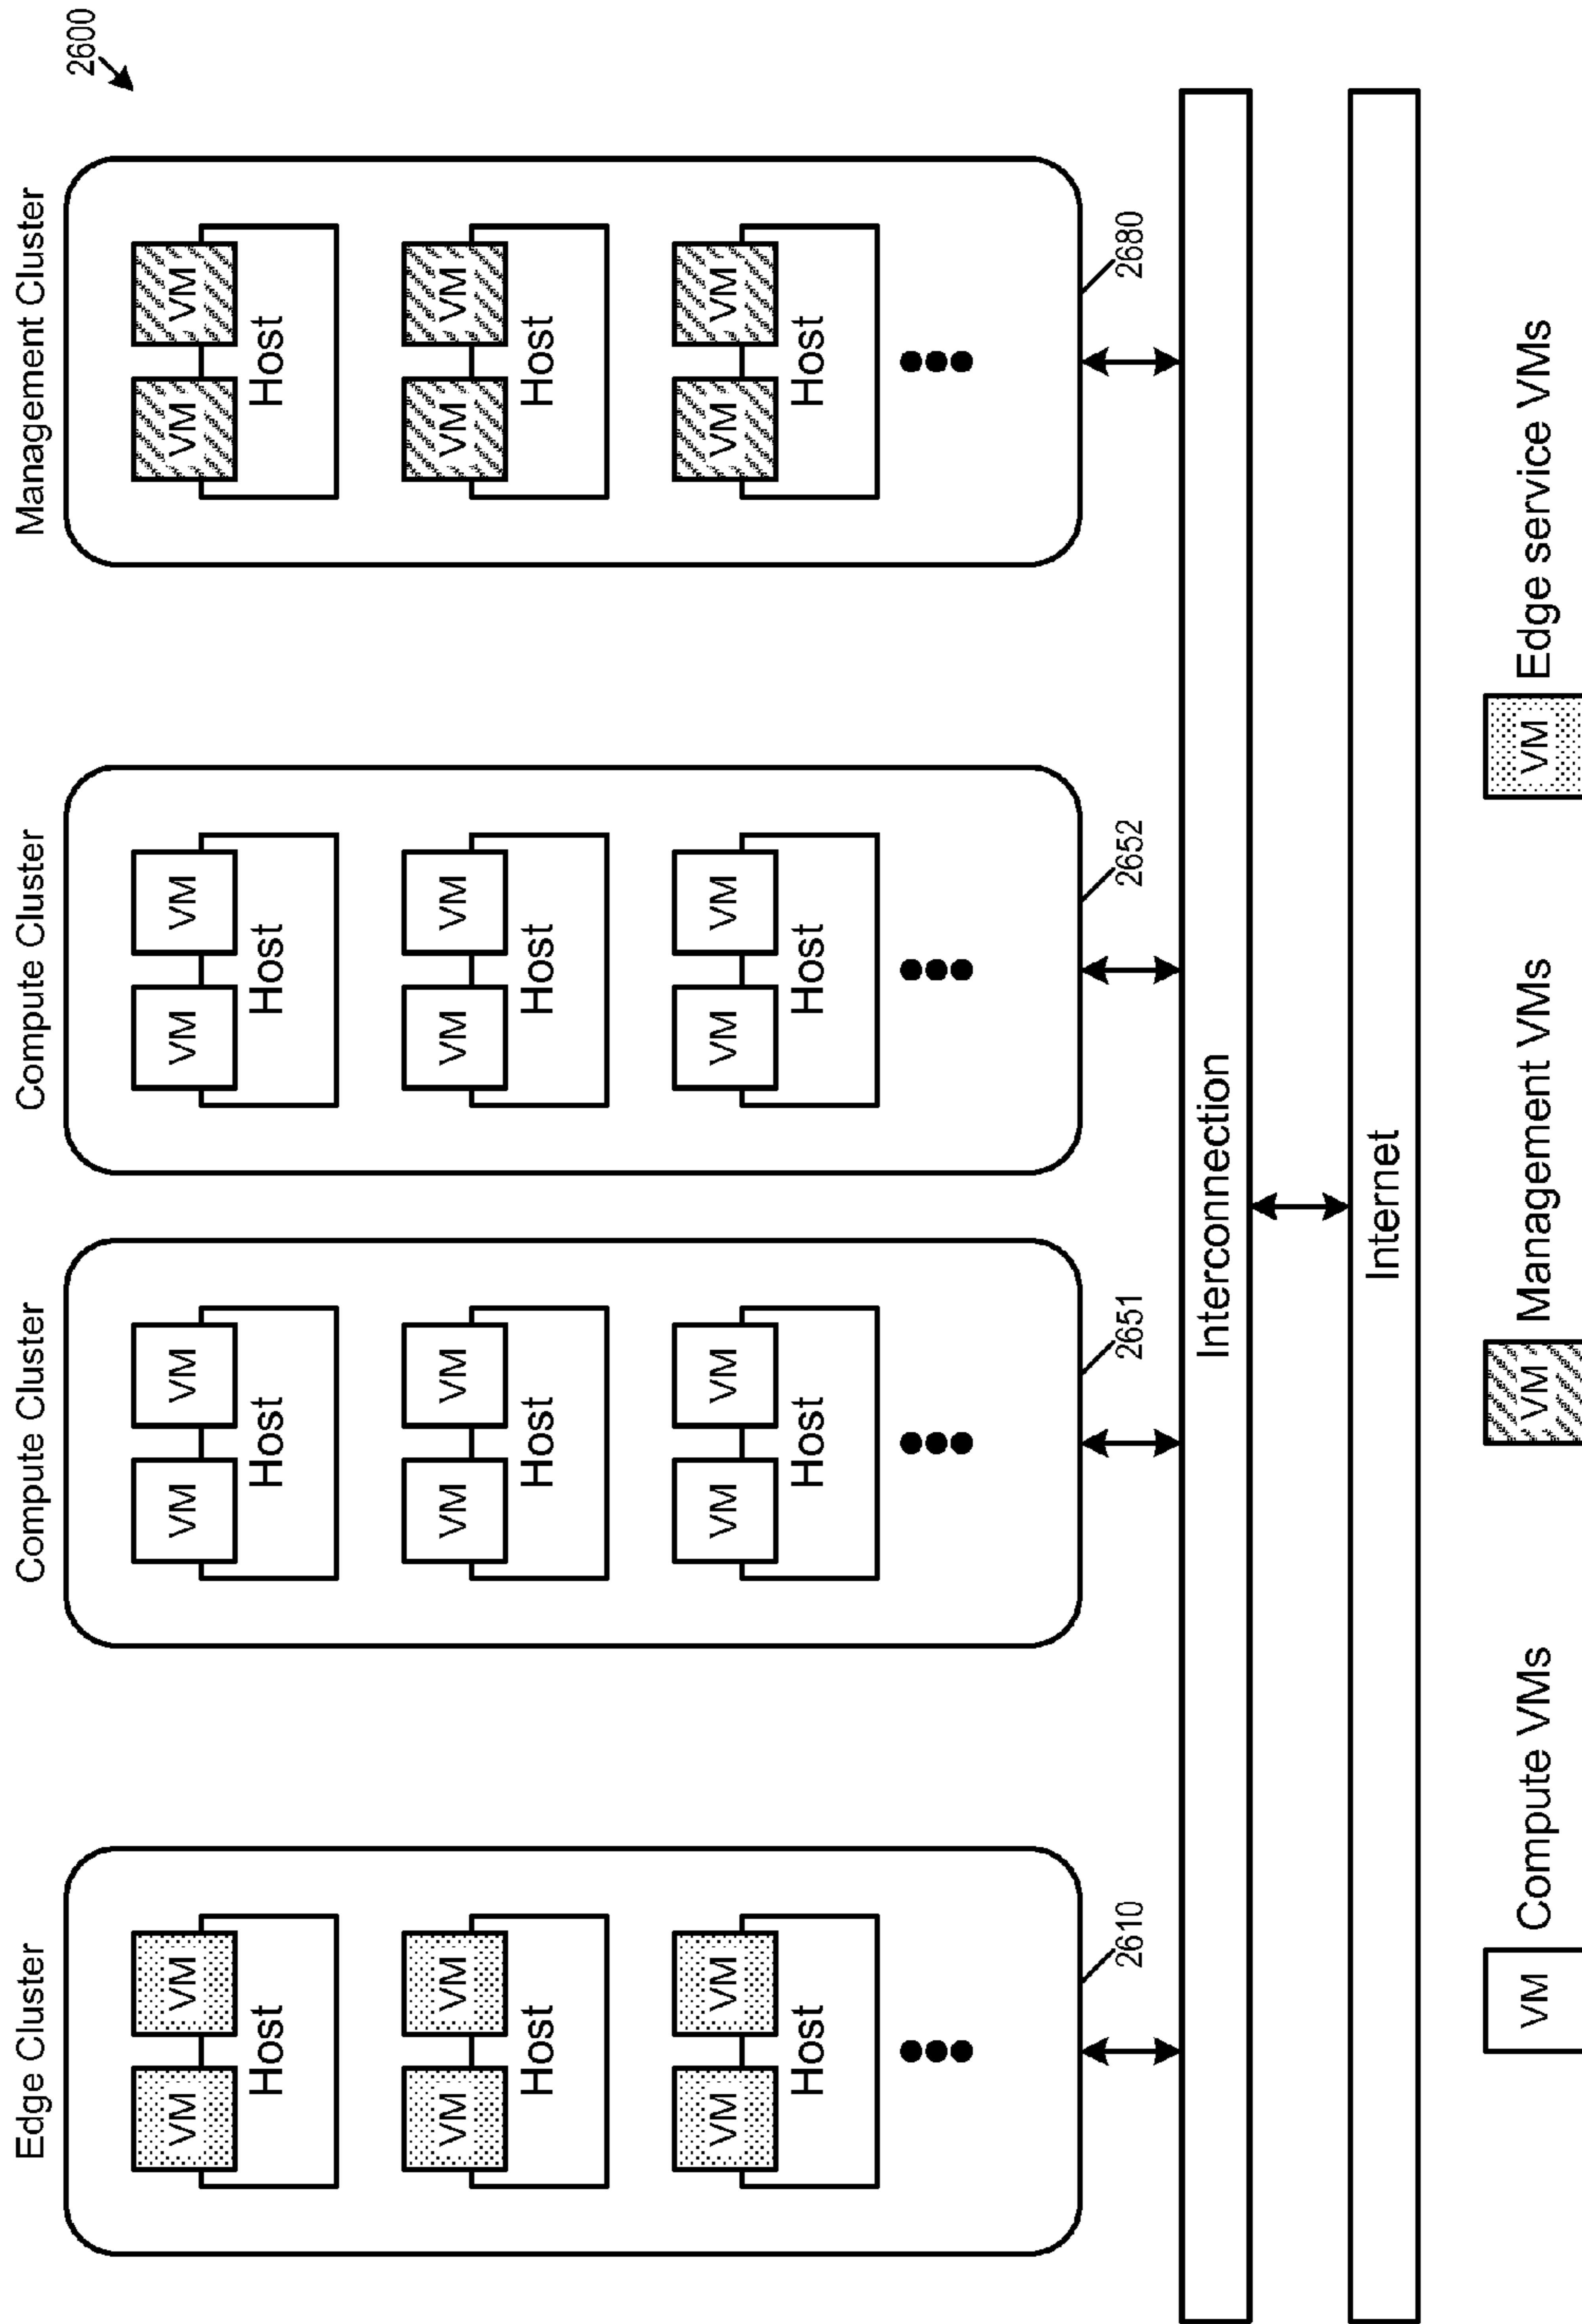 2600
Edge Cluster
Compute Cluster
Compute Cluster
Management Cluster
VM VM
Host
VM VM
Host
VM VM
Host
VM VM
Host
VM VM
Host
VM VM
Host
VM VM
Host
VM VM
Host
VM VM
Host
VM VM
Host
VM VM
Host
VM VM
Host
2610
2651
2652
2680
Interconnection
Internet
VM Compute VMs
VM Management VMs
VM Edge service VMs